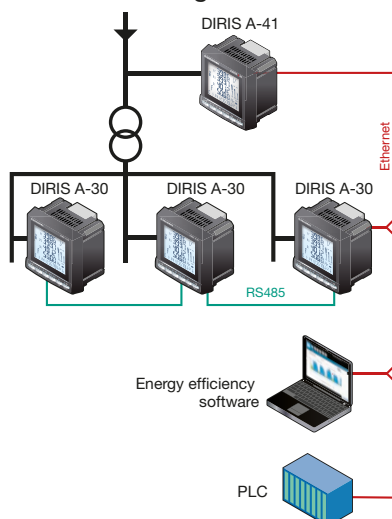 DIRIS A-41
Ethernet
DIRIS A-30
DIRIS A-30
DIRIS A-30
RS485
Energy efficiency
software
PLC